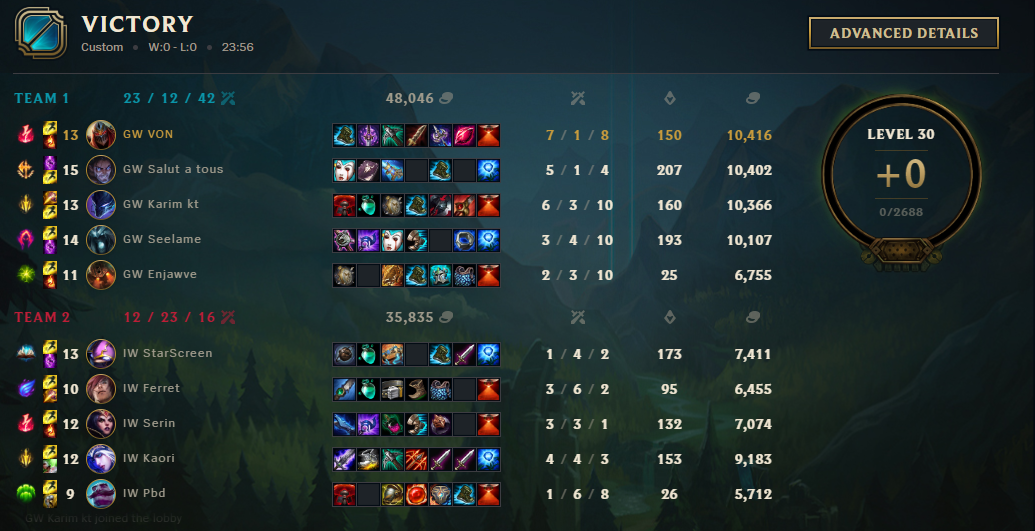 VICTORY
Custom • W:0 - L:0 • 23:56
ADVANCED DETAILS
TEAM 1 23 / 12 / 42 48,046
13 GW VON 7 / 1 / 8 150 10,416
15 GW Salut a tous 5 / 1 / 4 207 10,402
13 GW Karim kt 6 / 3 / 10 160 10,366
14 GW Seelame 3 / 4 / 10 193 10,107
11 GW Enjawve 2 / 3 / 10 25 6,755
LEVEL 30
+0
0/2688
TEAM 2 12 / 23 / 16 35,835
13 IW StarScreen 1 / 4 / 2 173 7,411
10 IW Ferret 3 / 6 / 2 95 6,455
12 IW Serin 3 / 3 / 1 132 7,074
12 IW Kaori 4 / 4 / 3 153 9,183
9 IW Pbd 1 / 6 / 8 26 5,712
GW Karim kt joined the lobby